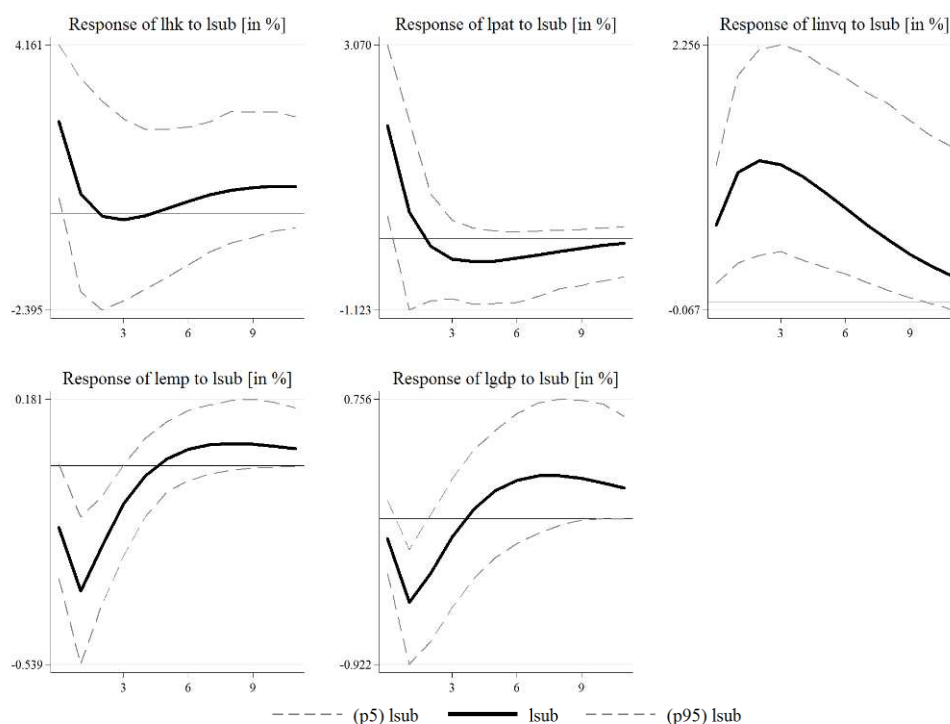 Response of lhk to lsub [in %]
4.161
-2.395
3 6 9
Response of lpat to lsub [in %]
3.070
-1.123
3 6 9
Response of linvq to lsub [in %]
2.256
-0.067
3 6 9
Response of lemp to lsub [in %]
0.181
-0.539
3 6 9
Response of lgdp to lsub [in %]
0.756
-0.922
3 6 9
(p5) lsub lsub (p95) lsub